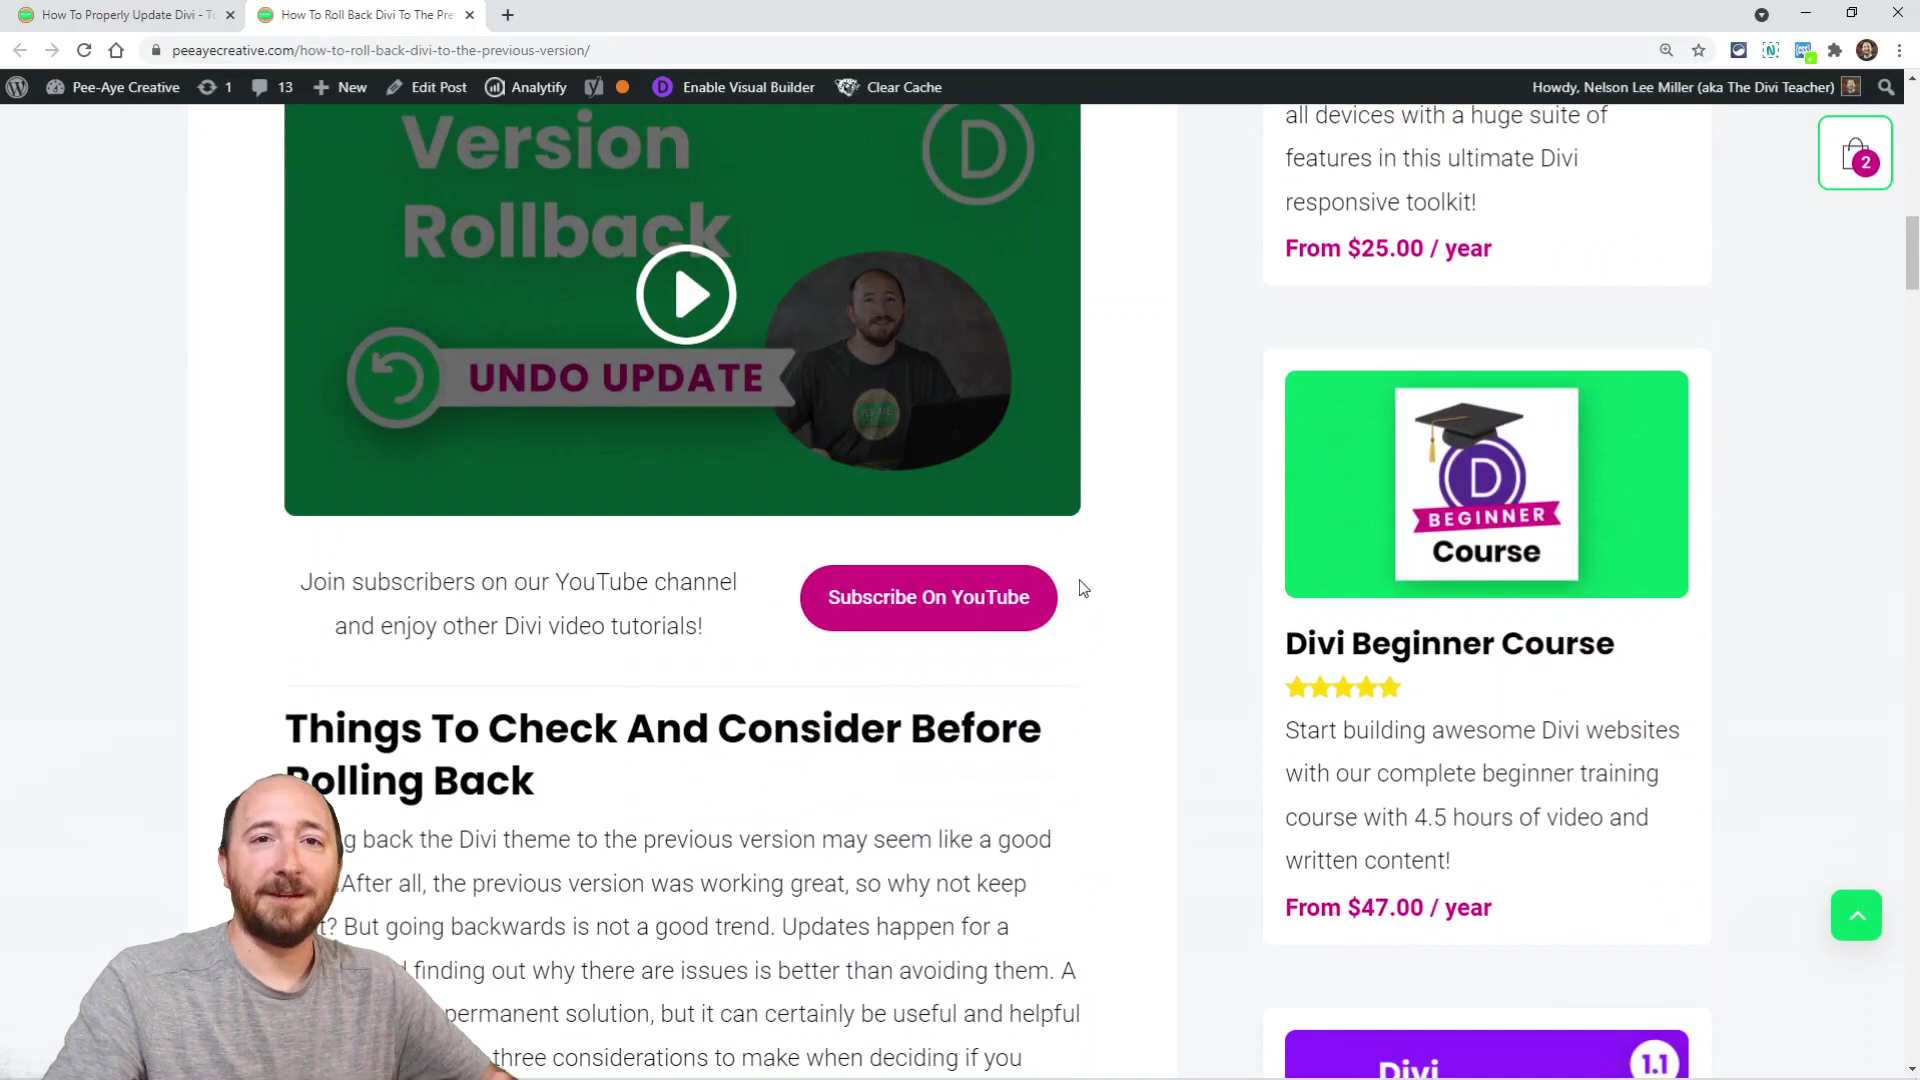 How To Properly Update Divi - Tu
How To Roll Back Divi To The Pre
peeayecreative.com/how-to-roll-back-divi-to-the-previous-version/
Pee-Aye Creative
1
13
New
Edit Post
Analytify
Enable Visual Builder
Clear Cache
Howdy, Nelson Lee Miller (aka The Divi Teacher)
Version
Rollback
D
UNDO UPDATE
Join subscribers on our YouTube channel
and enjoy other Divi video tutorials!
Subscribe On YouTube
Things To Check And Consider Before
Rolling Back
g back the Divi theme to the previous version may seem like a good
After all, the previous version was working great, so why not keep
t? But going backwards is not a good trend. Updates happen for a
finding out why there are issues is better than avoiding them. A
permanent solution, but it can certainly be useful and helpful
three considerations to make when deciding if you
all devices with a huge suite of
features in this ultimate Divi
responsive toolkit!
From $25.00 / year
2
D
BEGINNER
Course
Divi Beginner Course
Start building awesome Divi websites
with our complete beginner training
course with 4.5 hours of video and
written content!
From $47.00 / year
Divi
1.1